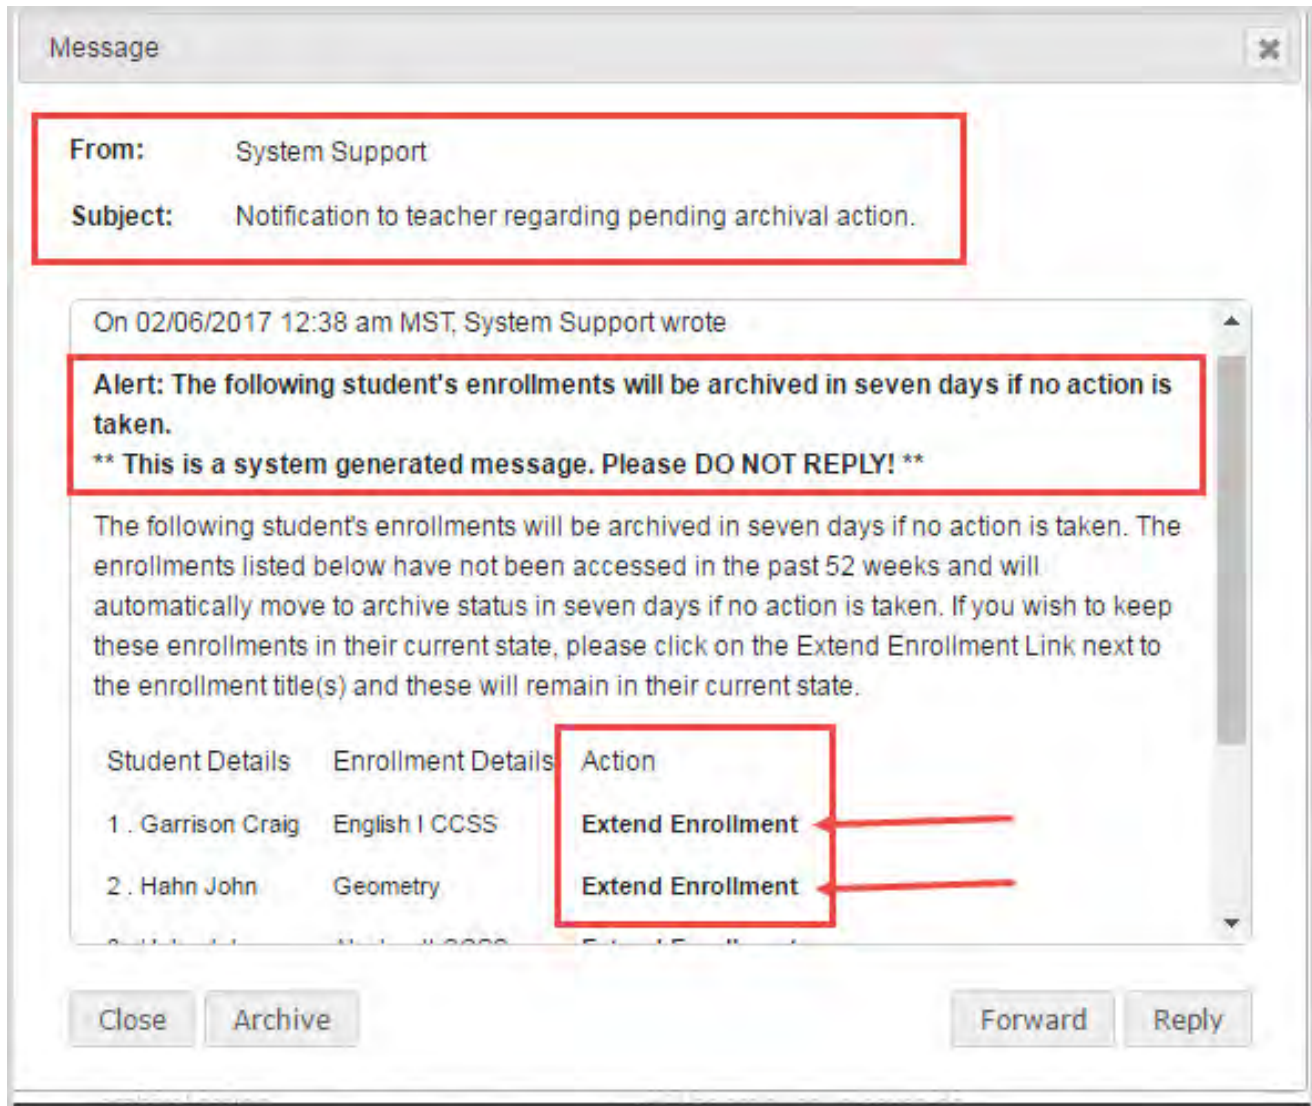 Message
From: System Support
Subject: Notification to teacher regarding pending archival action.
On 02/06/2017 12:38 am MST, System Support wrote
Alert: The following student's enrollments will be archived in seven days if no action is
taken.
** This is a system generated message. Please DO NOT REPLY! **
The following student's enrollments will be archived in seven days if no action is taken. The
enrollments listed below have not been accessed in the past 52 weeks and will
automatically move to archive status in seven days if no action is taken. If you wish to keep
these enrollments in their current state, please click on the Extend Enrollment Link next to
the enrollment title(s) and these will remain in their current state.
Student Details Enrollment Details Action
1 . Garrison Craig English I CCSS Extend Enrollment
2 . Hahn John Geometry Extend Enrollment
Close Archive Forward Reply